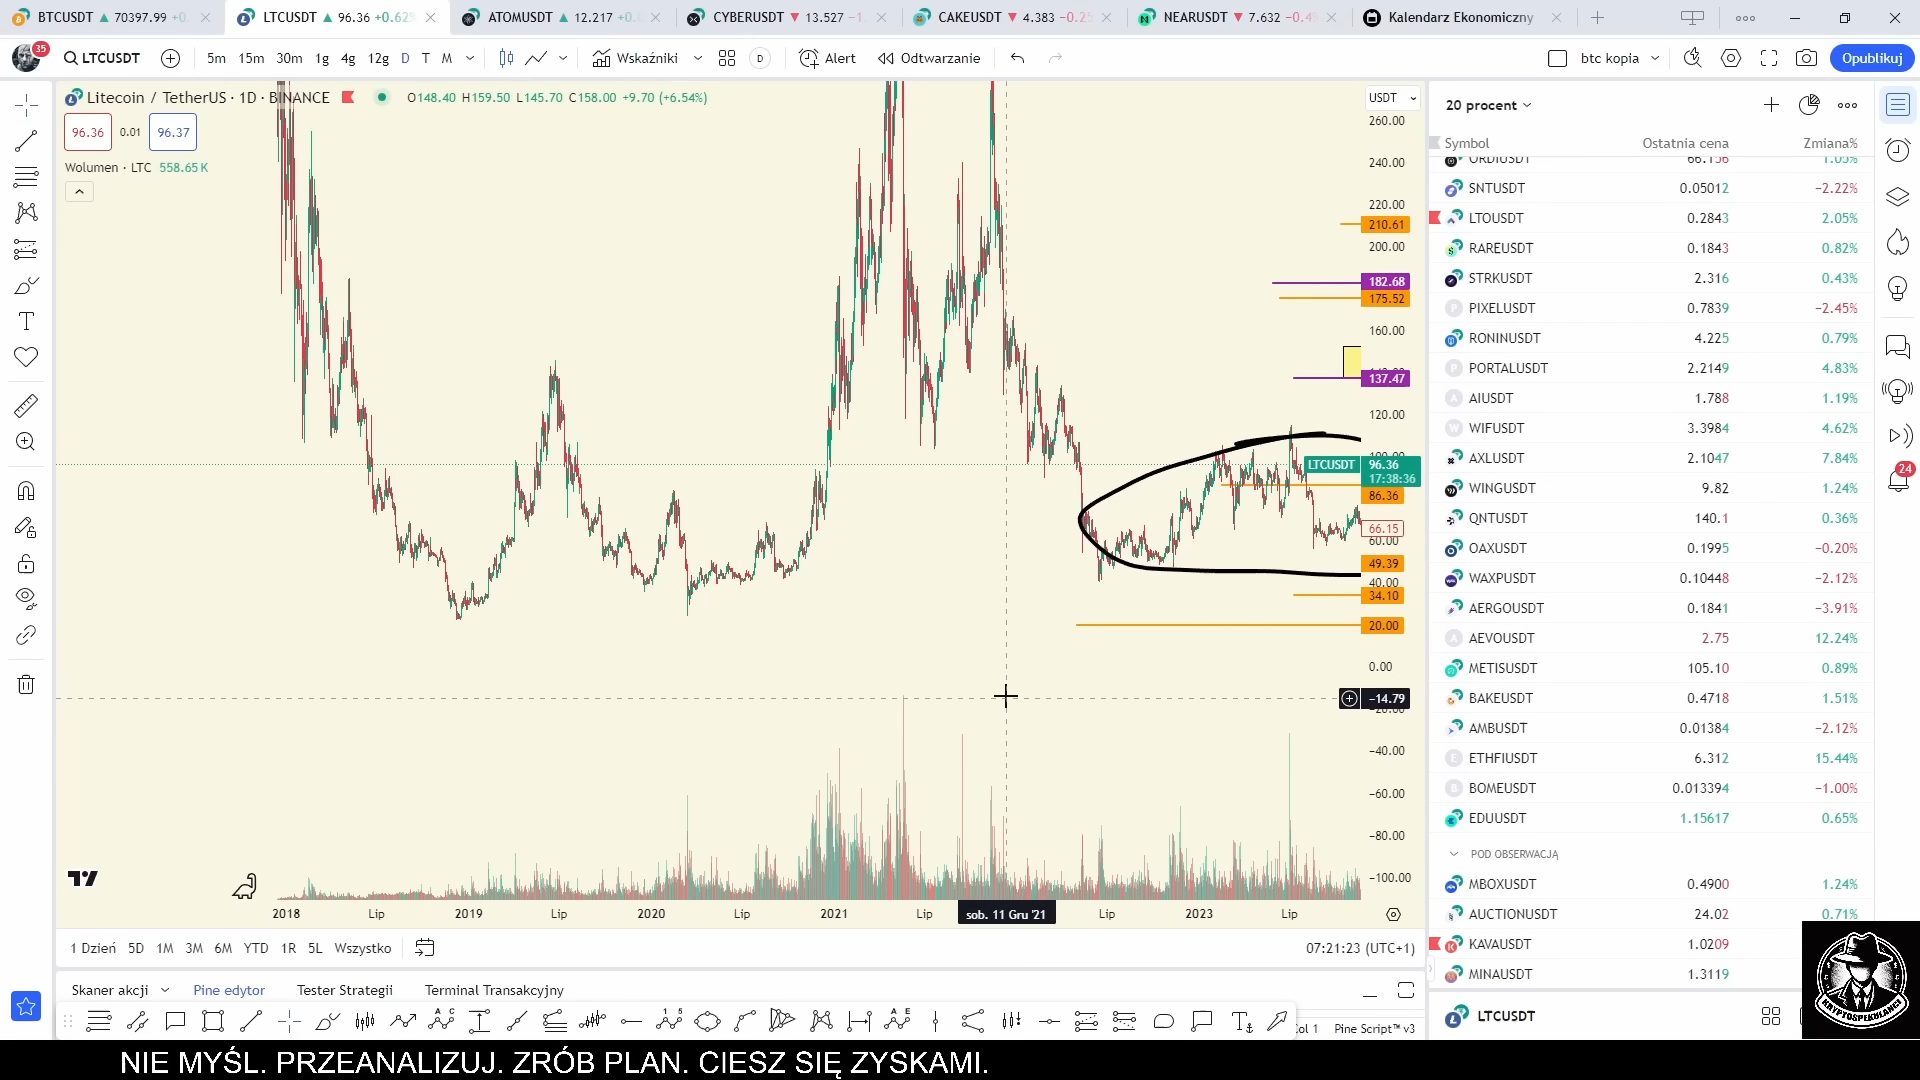 BTCUSDT ▲ 70397.99
LTCUSDT ▲ 96.36 +0.62%
ATOMUSDT ▲ 12.217
CYBERUSDT ▼ 13.527
CAKEUSDT ▼ 4.383
NEARUSDT ▼ 7.632
Kalendarz Ekonomiczny
35
LTCUSDT
5m 15m 30m 1g 4g 12g D T M
Wskaźniki
D
Alert
Odtwarzanie
btc kopia
Opublikuj
Litecoin / TetherUS · 1D · BINANCE
O148.40 H159.50 L145.70 C158.00 +9.70 (+6.54%)
96.36 0.01 96.37
Wolumen · LTC 558.65 K
USDT
260.00
240.00
220.00
210.61
200.00
182.68
175.52
160.00
137.47
120.00
LTCUSDT 96.36
17:38:36
86.36
66.15
60.00
49.39
40.00
34.10
20.00
0.00
−14.79
−40.00
−60.00
−80.00
−100.00
2018 Lip 2019 Lip 2020 Lip 2021 Lip sob. 11 Gru '21 Lip 2023 Lip
1 Dzień 5D 1M 3M 6M YTD 1R 5L Wszystko
07:21:23 (UTC+1)
Skaner akcji Pine edytor Tester Strategii Terminal Transakcyjny
Col 1 Pine Script™ v3
20 procent
Symbol Ostatnia cena Zmiana%
ORDIUSDT 66.156 1.05%
SNTUSDT 0.05012 −2.22%
LTOUSDT 0.2843 2.05%
RAREUSDT 0.1843 0.82%
STRKUSDT 2.316 0.43%
PIXELUSDT 0.7839 −2.45%
RONINUSDT 4.225 0.79%
PORTALUSDT 2.2149 4.83%
AIUSDT 1.788 1.19%
WIFUSDT 3.3984 4.62%
AXLUSDT 2.1047 7.84%
WINGUSDT 9.82 1.24%
QNTUSDT 140.1 0.36%
OAXUSDT 0.1995 −0.20%
WAXPUSDT 0.10448 −2.12%
AERGOUSDT 0.1841 −3.91%
AEVOUSDT 2.75 12.24%
METISUSDT 105.10 0.89%
BAKEUSDT 0.4718 1.51%
AMBUSDT 0.01384 −2.12%
ETHFIUSDT 6.312 15.44%
BOMEUSDT 0.013394 −1.00%
EDUUSDT 1.15617 0.65%
POD OBSERWACJĄ
MBOXUSDT 0.4900 1.24%
AUCTIONUSDT 24.02 0.71%
KAVAUSDT 1.0209
MINAUSDT 1.3119
LTCUSDT
24
KRYPTOSPEKULANCI
NIE MYŚL. PRZEANALIZUJ. ZRÓB PLAN. CIESZ SIĘ ZYSKAMI.